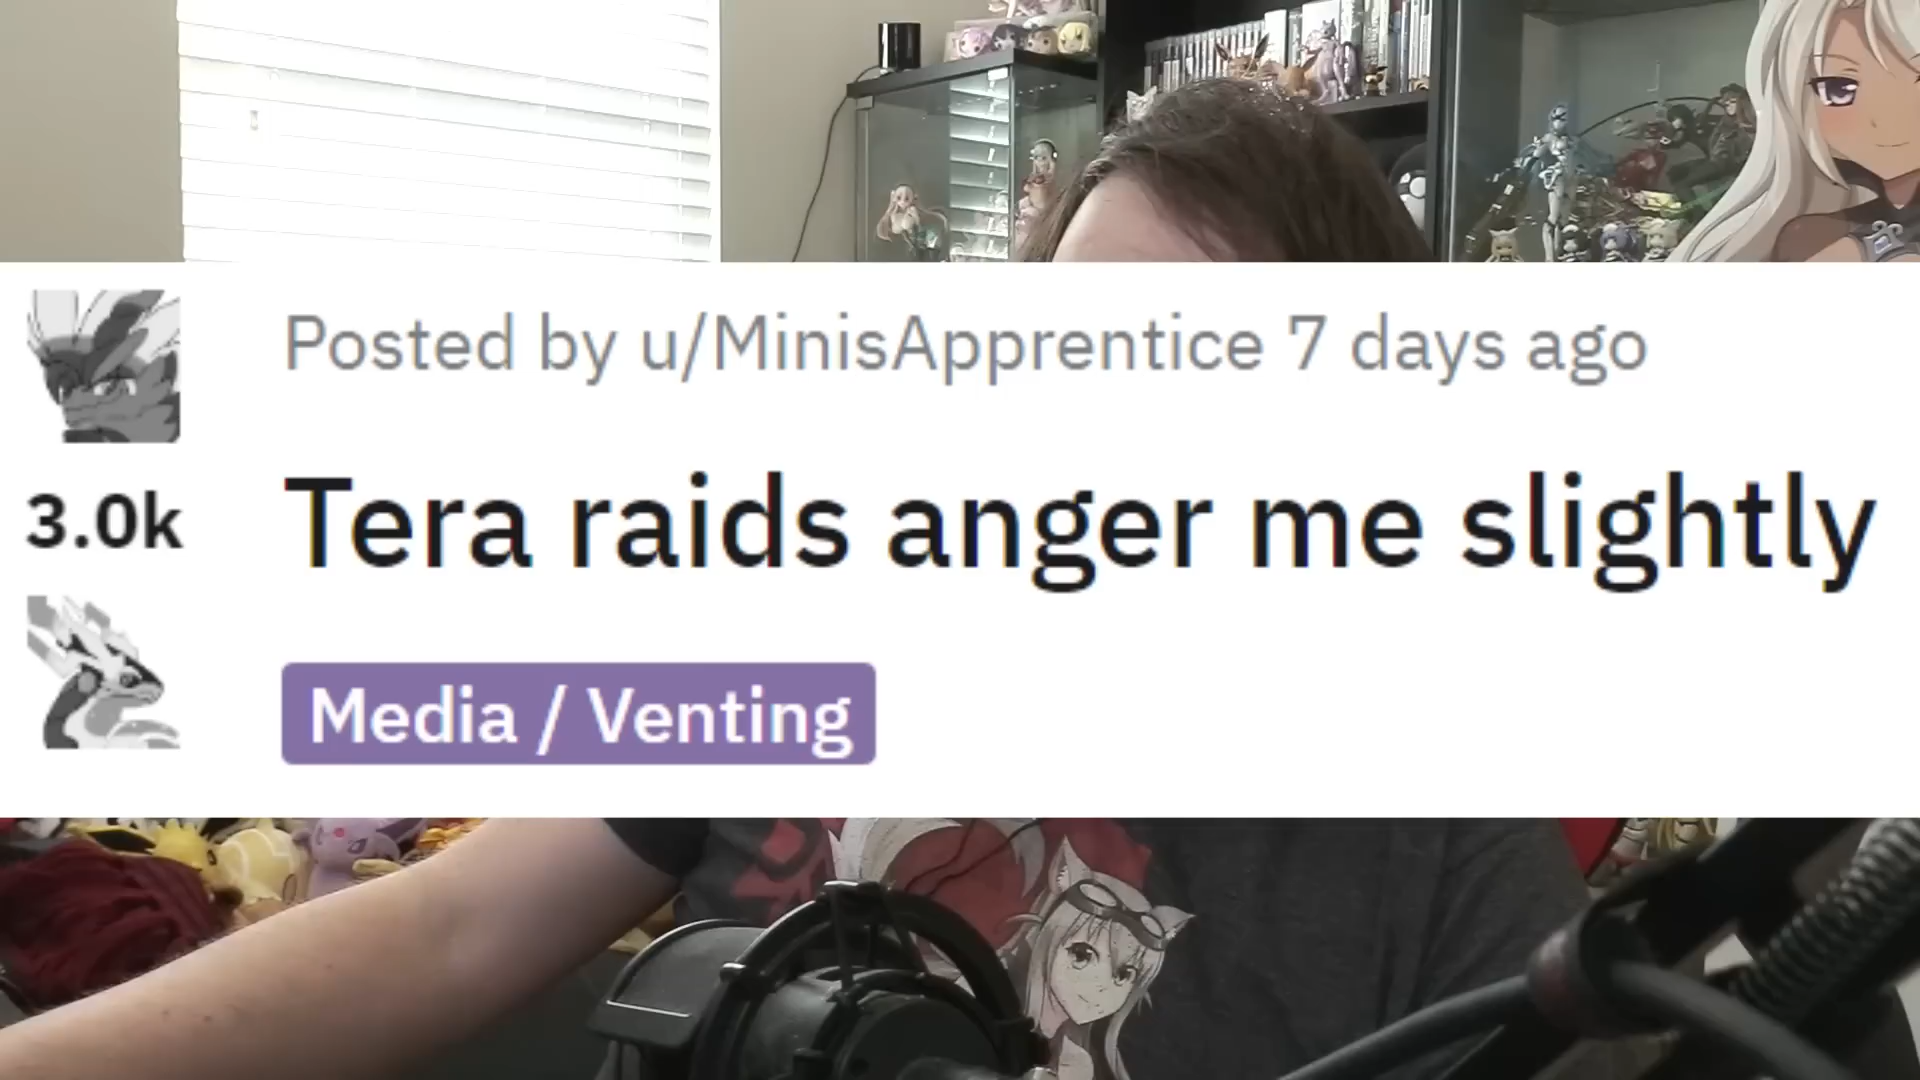 Posted by u/MinisApprentice 7 days ago
3.0k
Tera raids anger me slightly
Media / Venting